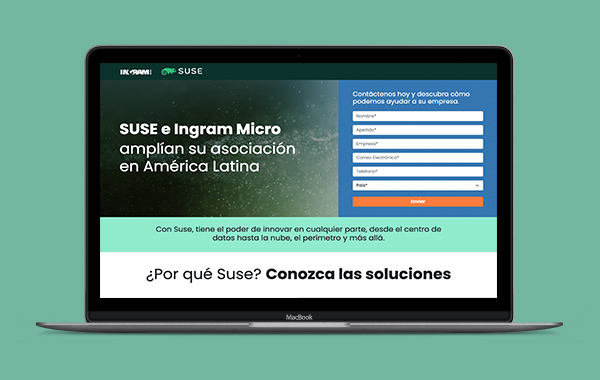 INGRAM
SUSE
Contáctenos hoy y descubra cómo
podemos ayudar a su empresa.
Nombre*
Apellido*
Empresa*
Correo Electrónico*
Teléfono*
País*
Enviar
SUSE e Ingram Micro
amplían su asociación
en América Latina
Con Suse, tiene el poder de innovar en cualquier parte, desde el centro de
datos hasta la nube, el perímetro y más allá.
¿Por qué Suse? Conozca las soluciones
MacBook